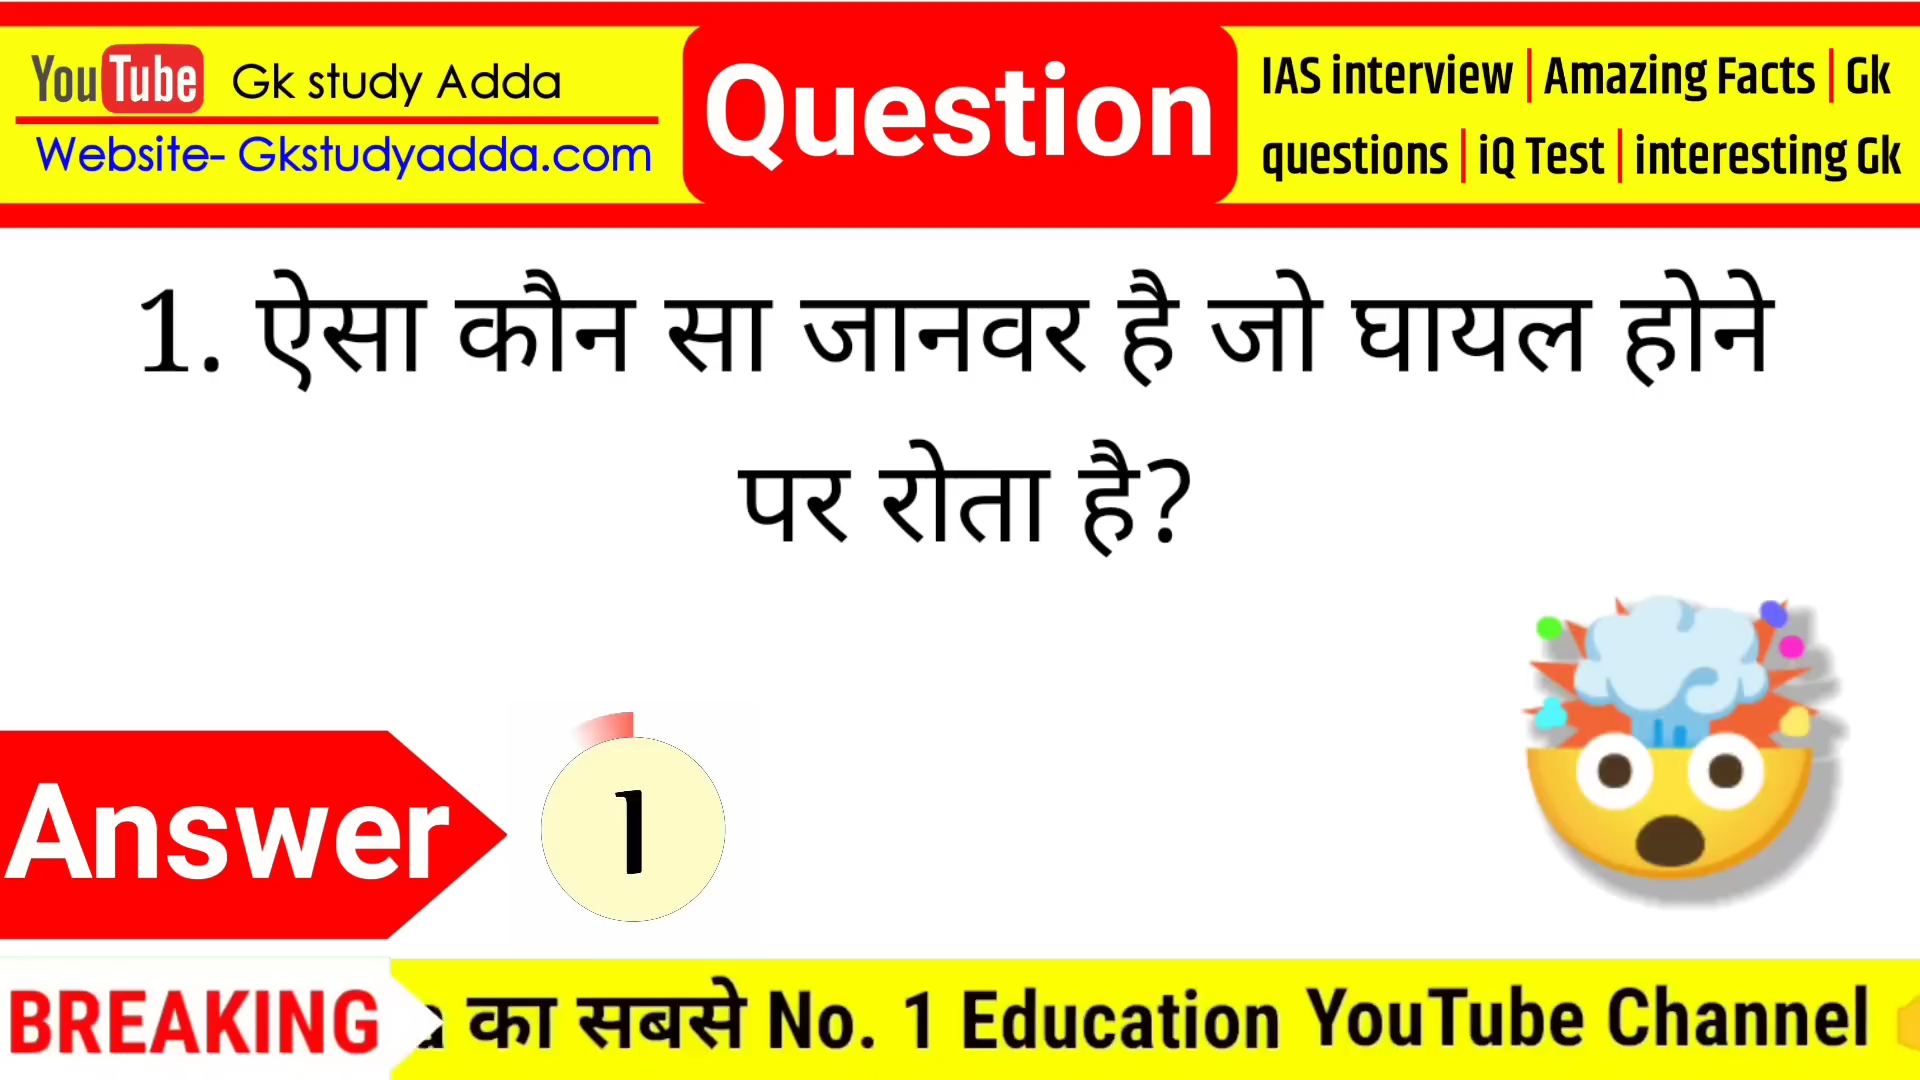 YouTube Gk study Adda
Website- Gkstudyadda.com
Question
IAS interview | Amazing Facts | Gk
questions | iQ Test | interesting Gk
1. ऐसा कौन सा जानवर है जो घायल होने
पर रोता है?
Answer
1
BREAKING
का सबसे No. 1 Education YouTube Channel